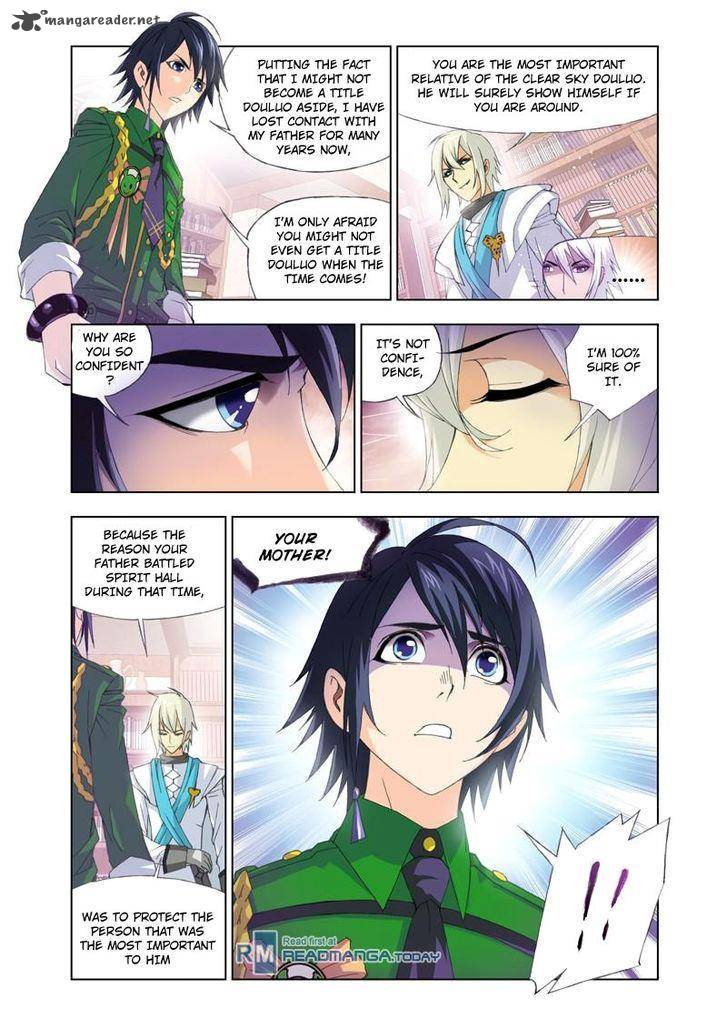 mangareader.net
PUTTING THE FACT
THAT I MIGHT NOT
BECOME A TITLE
DOULUO ASIDE, I HAVE
LOST CONTACT WITH
MY FATHER FOR MANY
YEARS NOW,
I'M ONLY AFRAID
YOU MIGHT NOT
EVEN GET A TITLE
DOULUO WHEN THE
TIME COMES!
YOU ARE THE MOST IMPORTANT
RELATIVE OF THE CLEAR SKY DOULUO.
HE WILL SURELY SHOW HIMSELF IF
YOU ARE AROUND.
......
WHY ARE
YOU SO
CONFIDENT
?
IT'S NOT
CONFI-
DENCE,
I'M 100%
SURE OF
IT.
BECAUSE THE
REASON YOUR
FATHER BATTLED
SPIRIT HALL
DURING THAT TIME,
WAS TO PROTECT THE
PERSON THAT WAS
THE MOST IMPORTANT
TO HIM
YOUR
MOTHER!
!!
RM Read first at
READMANGA.TODAY